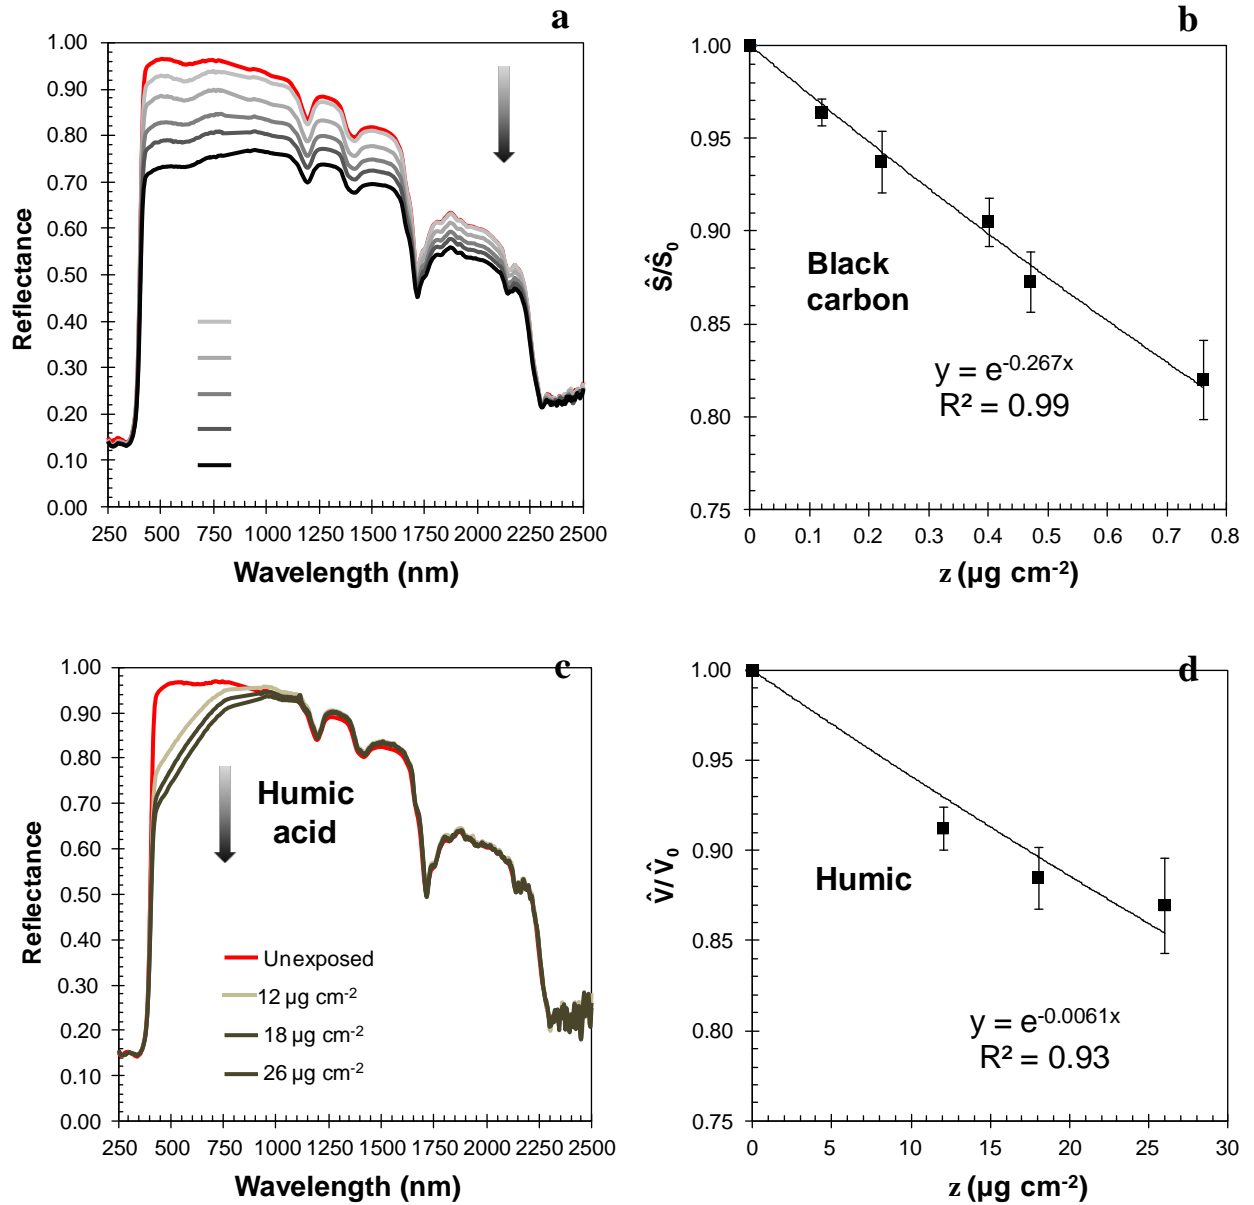 a
1.00
0.90
0.80
0.70
0.60
0.50
0.40
0.30
0.20
0.10
0.00
Reflectance
250 500 750 1000 1250 1500 1750 2000 2250 2500
Wavelength (nm)
b
1.00
0.95
0.90
0.85
0.80
0.75
Ŝ/Ŝ₀
Black
carbon
y = e⁻⁰·²⁶⁷ˣ
R² = 0.99
0 0.1 0.2 0.3 0.4 0.5 0.6 0.7 0.8
z (µg cm⁻²)
c
1.00
0.90
0.80
0.70
0.60
0.50
0.40
0.30
0.20
0.10
0.00
Reflectance
Humic
acid
Unexposed
12 µg cm⁻²
18 µg cm⁻²
26 µg cm⁻²
250 500 750 1000 1250 1500 1750 2000 2250 2500
Wavelength (nm)
d
1.00
0.95
0.90
0.85
0.80
0.75
V̂/V̂₀
Humic
y = e⁻⁰·⁰⁰⁶¹ˣ
R² = 0.93
0 5 10 15 20 25 30
z (µg cm⁻²)